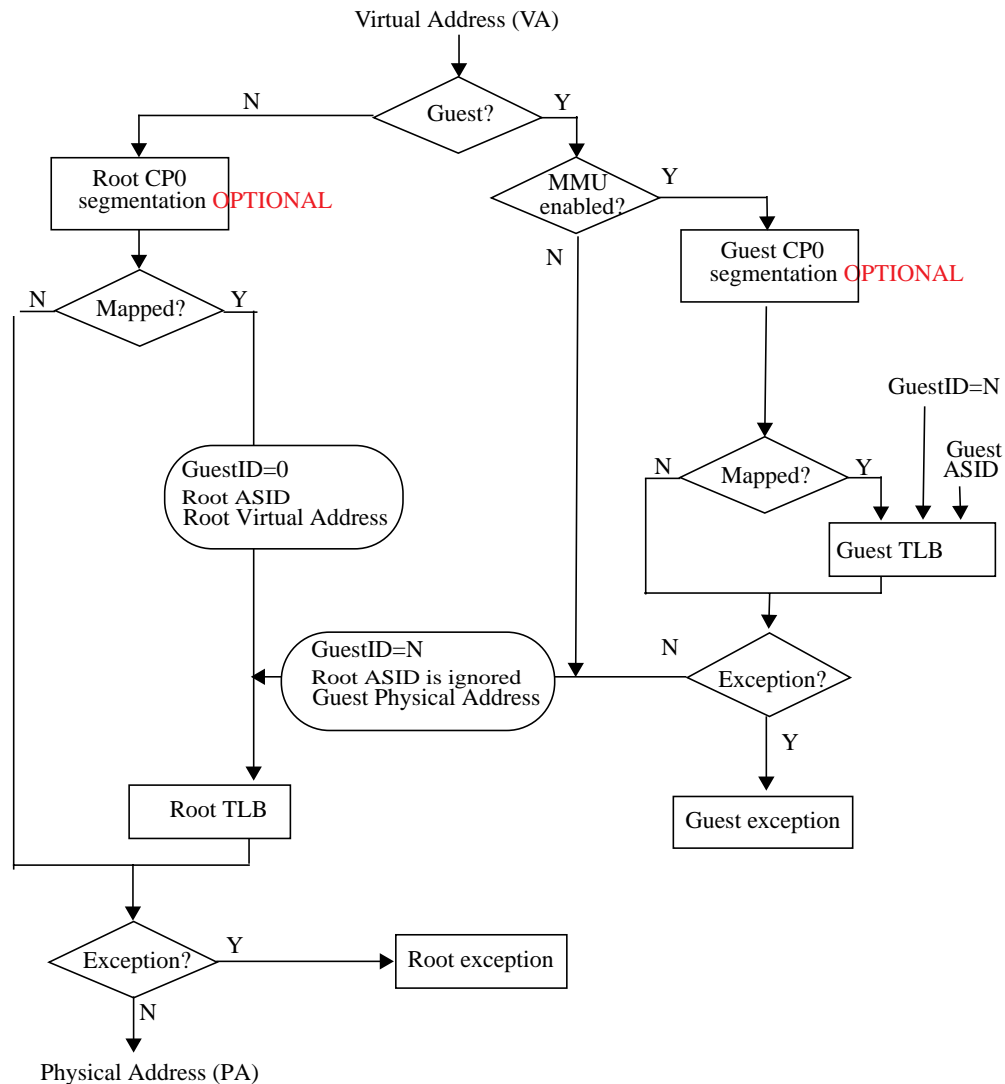 Virtual Address (VA)
N
Guest?
Y
Root CP0
segmentation OPTIONAL
MMU
enabled?
Y
N
Guest CP0
segmentation OPTIONAL
N
Mapped?
Y
GuestID=N
Guest
ASID
N
Mapped?
Y
GuestID=0
Root ASID
Root Virtual Address
Guest TLB
GuestID=N
Root ASID is ignored
Guest Physical Address
N
Exception?
Y
Root TLB
Guest exception
Exception?
Y
Root exception
N
Physical Address (PA)